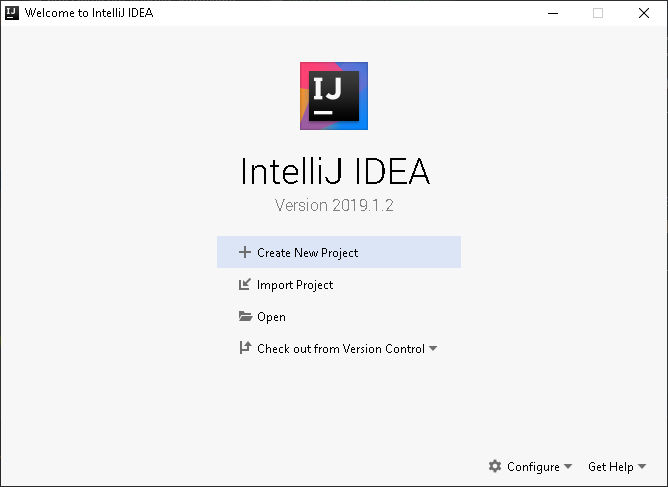 Welcome to IntelliJ IDEA
IJ
IntelliJ IDEA
Version 2019.1.2
Create New Project
Import Project
Open
Check out from Version Control
Configure Get Help